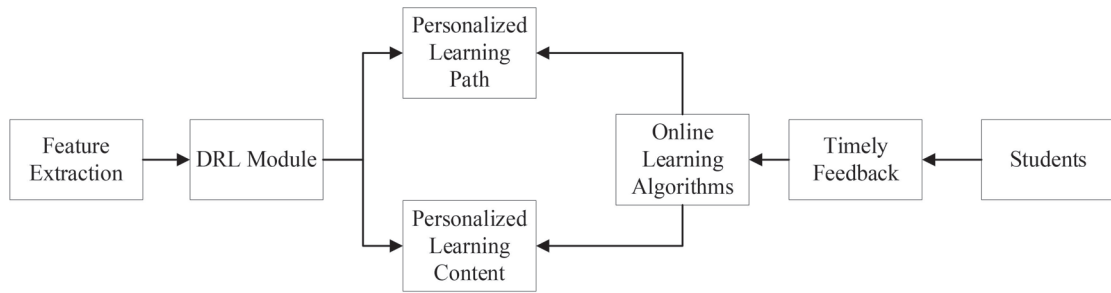 Feature
Extraction
DRL Module
Personalized
Learning
Path
Personalized
Learning
Content
Online
Learning
Algorithms
Timely
Feedback
Students